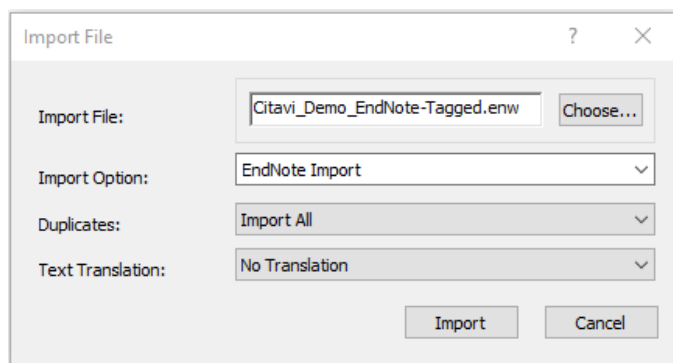 Import File
?
Import File:
Citavi_Demo_EndNote-Tagged.enw
Choose...
Import Option:
EndNote Import
Duplicates:
Import All
Text Translation:
No Translation
Import
Cancel